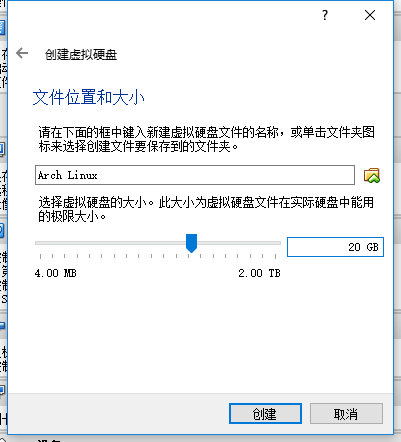 ?
创建虚拟硬盘
文件位置和大小
请在下面的框中键入新建虚拟硬盘文件的名称，或单击文件夹图
标来选择创建文件要保存到的文件夹。
Arch Linux
选择虚拟硬盘的大小。此大小为虚拟硬盘文件在实际硬盘中能用
的极限大小。
20 GB
4.00 MB
2.00 TB
创建
取消